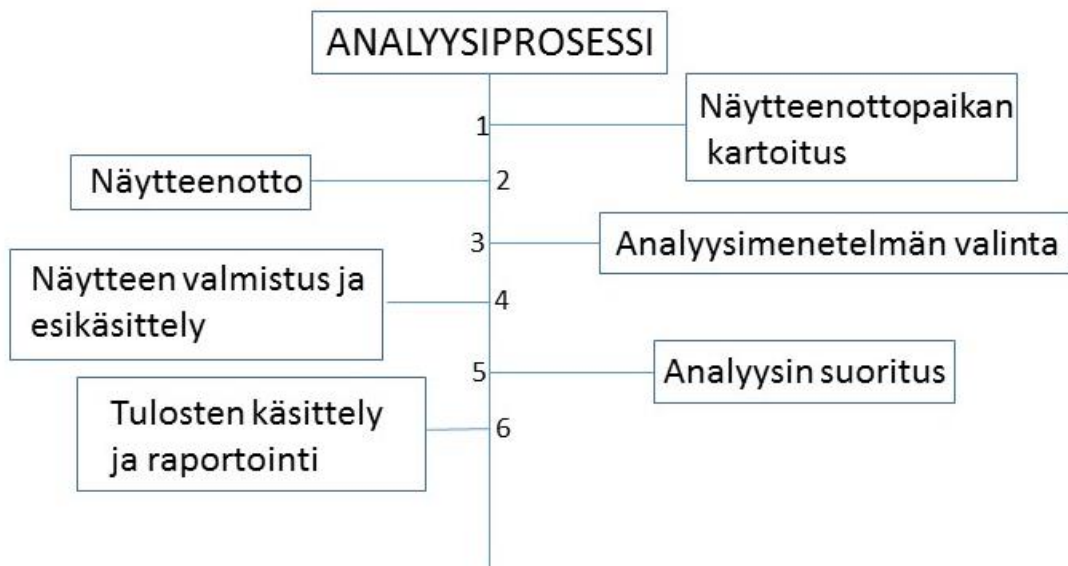 ANALYYSIPROSESSI
1
Näytteenottopaikan
kartoitus
Näytteenotto
2
3
Analyysimenetelmän valinta
Näytteen valmistus ja
esikäsittely
4
5
Analyysin suoritus
Tulosten käsittely
ja raportointi
6